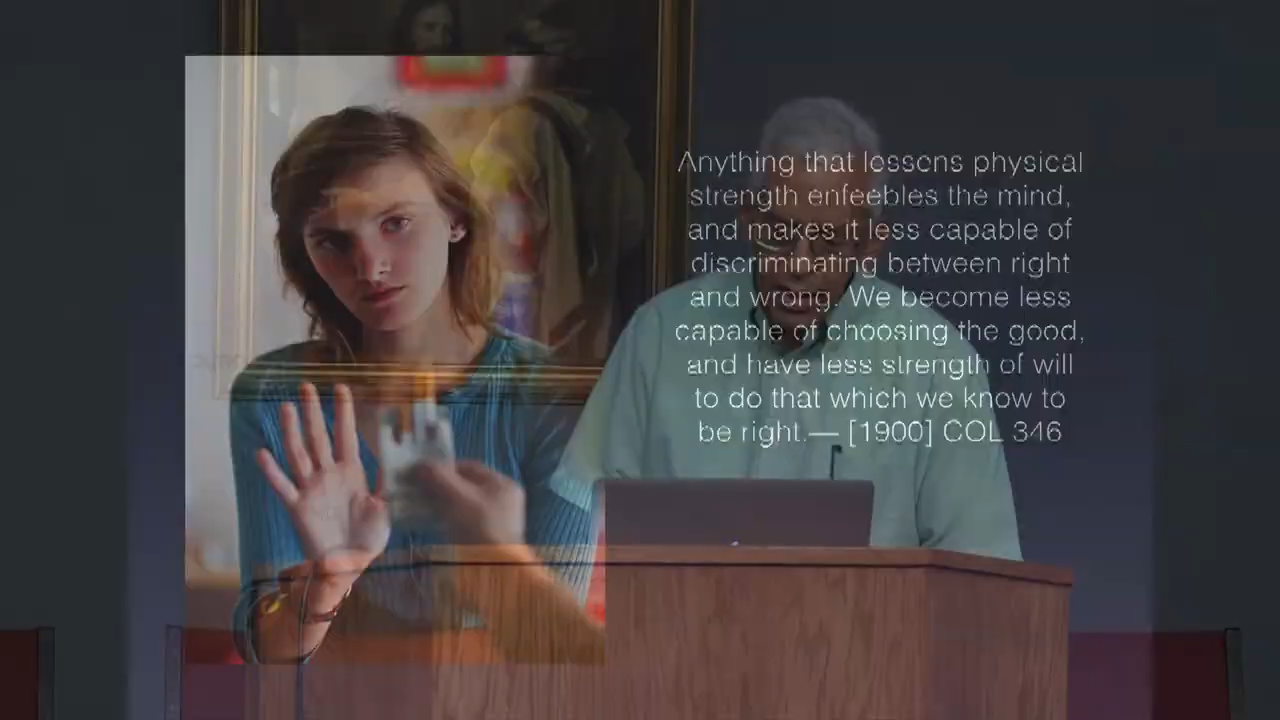 Anything that lessens physical
strength enfeebles the mind,
and makes it less capable of
discriminating between right
and wrong. We become less
capable of choosing the good,
and have less strength of will
to do that which we know to
be right.— [1900] COL 346